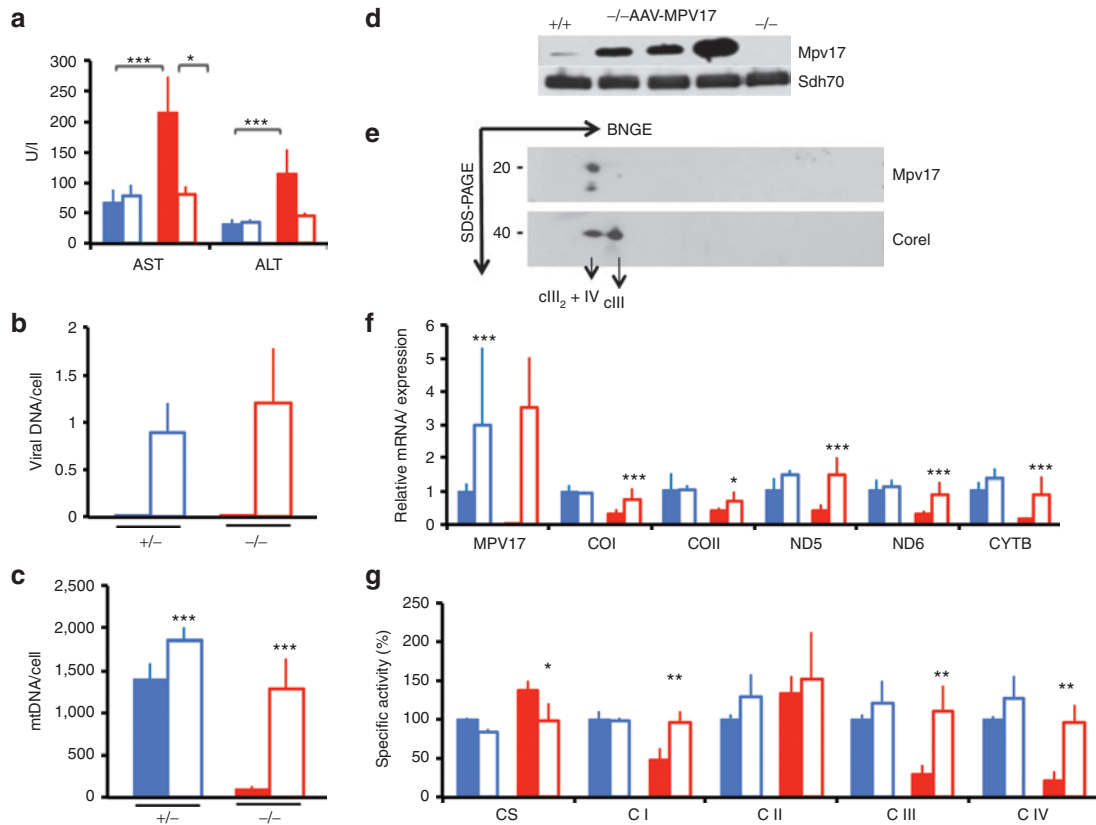 a
300
250
200
150
100
50
0
U/l
***
*
***
AST
ALT
b
2
1.5
1
0.5
0
Viral DNA/cell
+/–
–/–
c
2,500
2,000
1,500
1,000
500
0
mtDNA/cell
***
***
+/–
–/–
d
+/+
–/–AAV-MPV17
–/–
Mpv17
Sdh70
e
BNGE
SDS-PAGE
20 -
Mpv17
40 -
CoreI
cIII2 + IV
cIII
f
6
5
4
3
2
1
0
Relative mRNA/ expression
***
***
*
***
***
***
MPV17
COI
COII
ND5
ND6
CYTB
g
250
200
150
100
50
0
Specific activity (%)
*
**
**
**
CS
C I
C II
C III
C IV